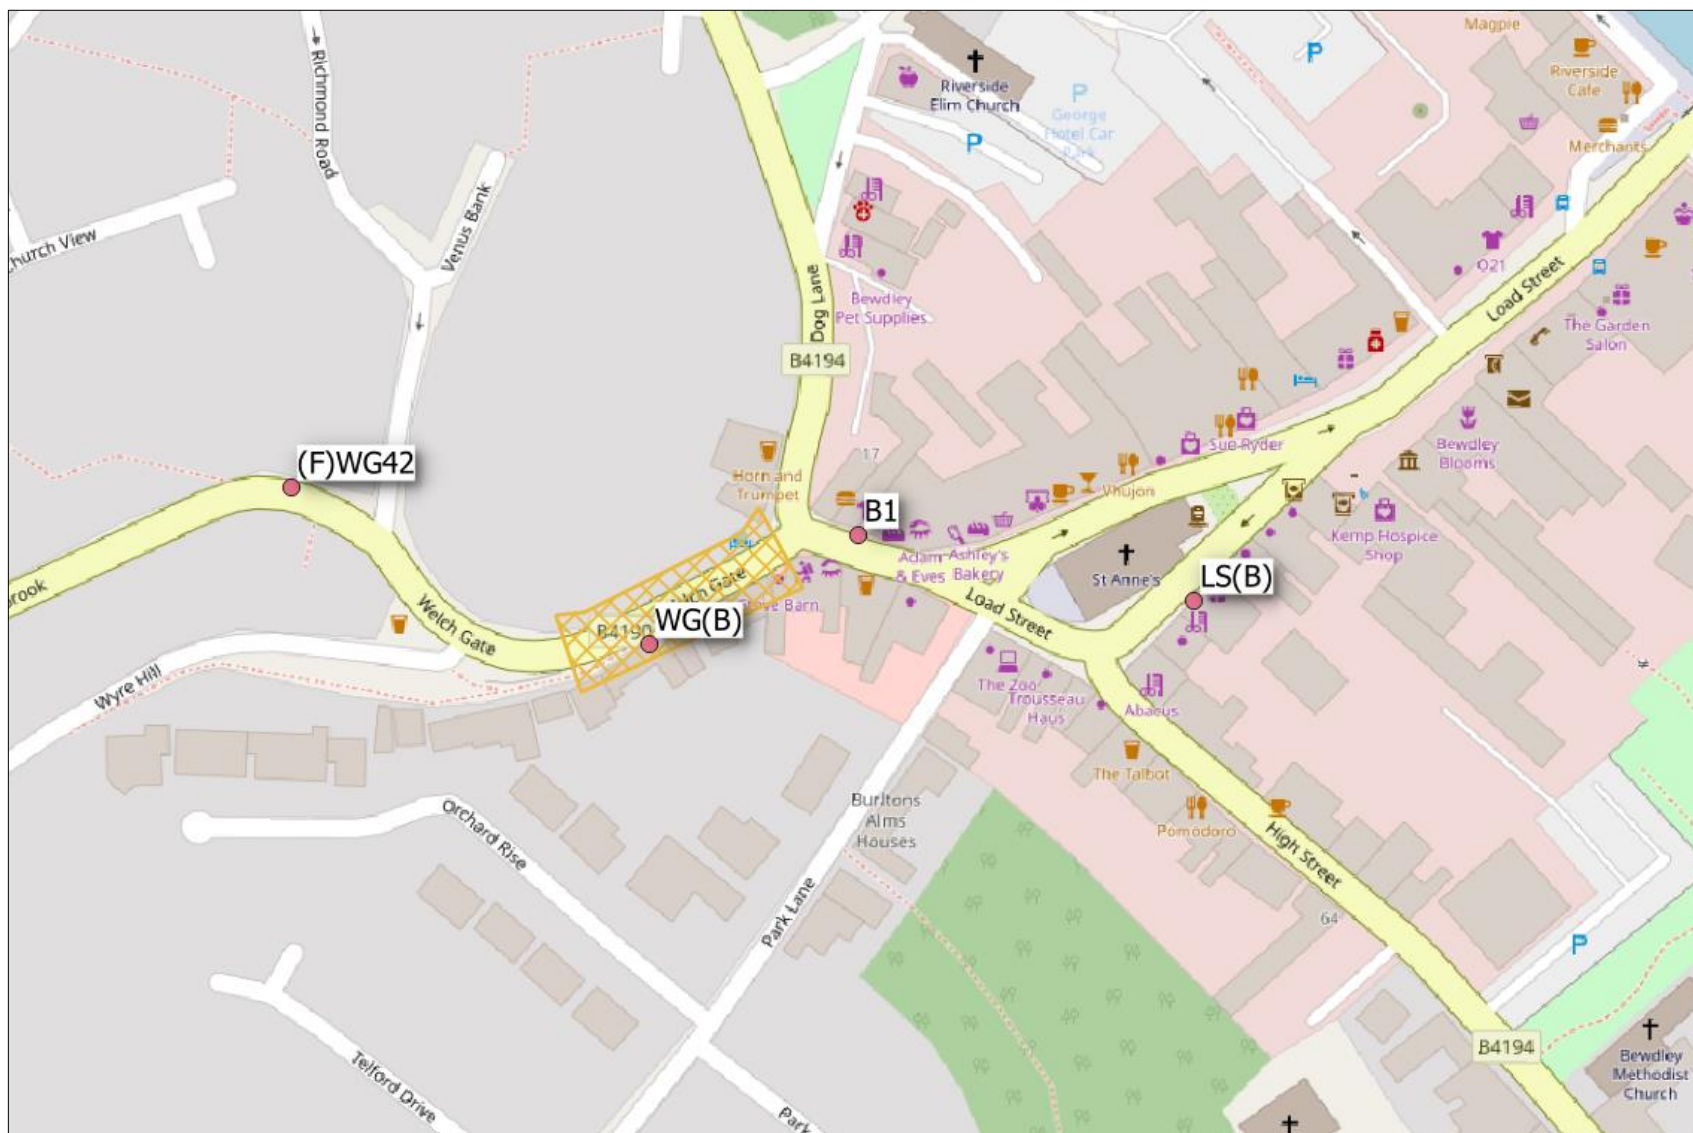 Magpie
Riverside
Cafe
Merchants
Riverside
Elim Church
P
P
George
Hotel Car
Park
P
Richmond Road
Venus Bank
Church View
Dog Lane
Bewdley
Pet Supplies
B4194
O21
Load Street
The Garden
Salon
(F)WG42
17
Horn and
Trumpet
B1
Vhujon
Sue Ryder
Bewdley
Blooms
Kemp Hospice
Shop
Adam
& Eves
Ashley's
Bakery
St Anne's
LS(B)
Load Street
WG(B)
B4190
Welch Gate
Wyre Hill
The Zoo
Trousseau
Haus
Abacus
The Talbot
Pomodoro
High Street
64
Burltons
Alms
Houses
Orchard Rise
Park Lane
Telford Drive
Park
P
B4194
Bewdley
Methodist
Church